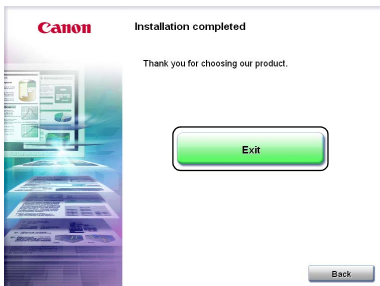 Canon
Installation completed
Thank you for choosing our product.
Exit
Back